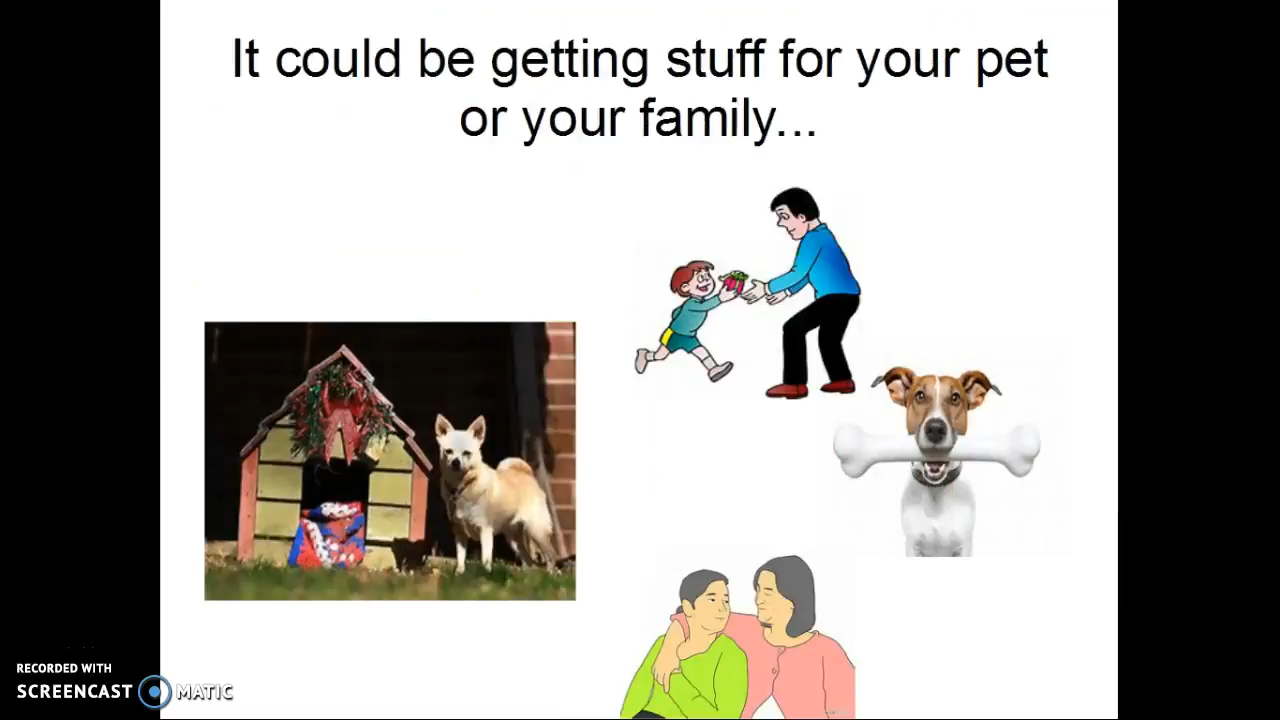 It could be getting stuff for your pet
or your family...
RECORDED WITH
SCREENCAST MATIC